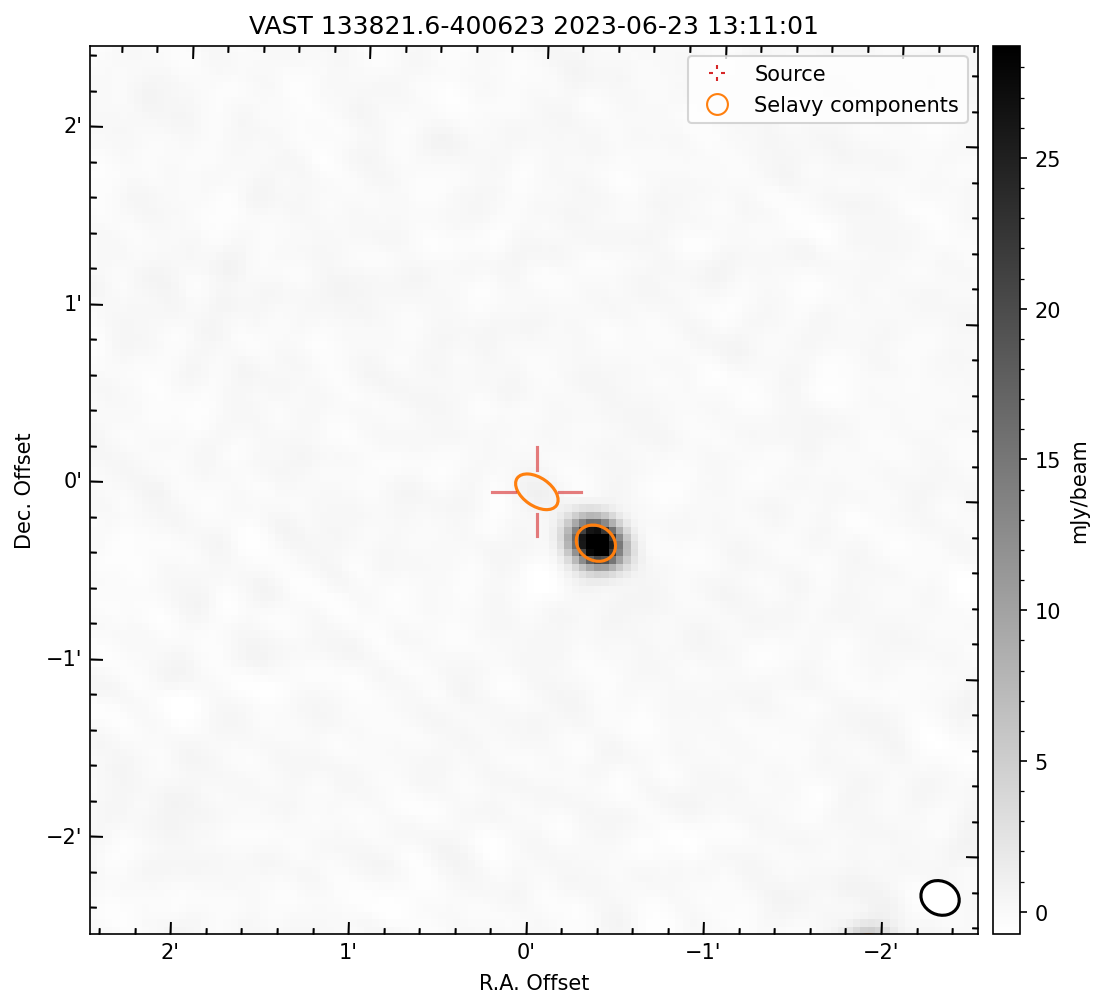 VAST 133821.6-400623 2023-06-23 13:11:01
Source
Selavy components
2'
1'
0'
−1'
−2'
Dec. Offset
2'
1'
0'
−1'
−2'
R.A. Offset
25
20
15
10
5
0
mJy/beam